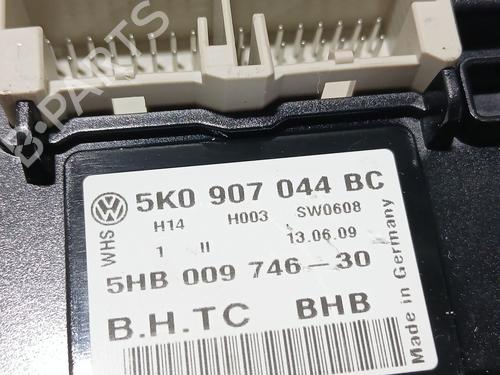 B-PARTS
5K0 907 044 BC
H14 H003 SW0608
1 II 13.06.09
5HB 009 746-30
B.H.TC BHB
WHS
Made in Germany